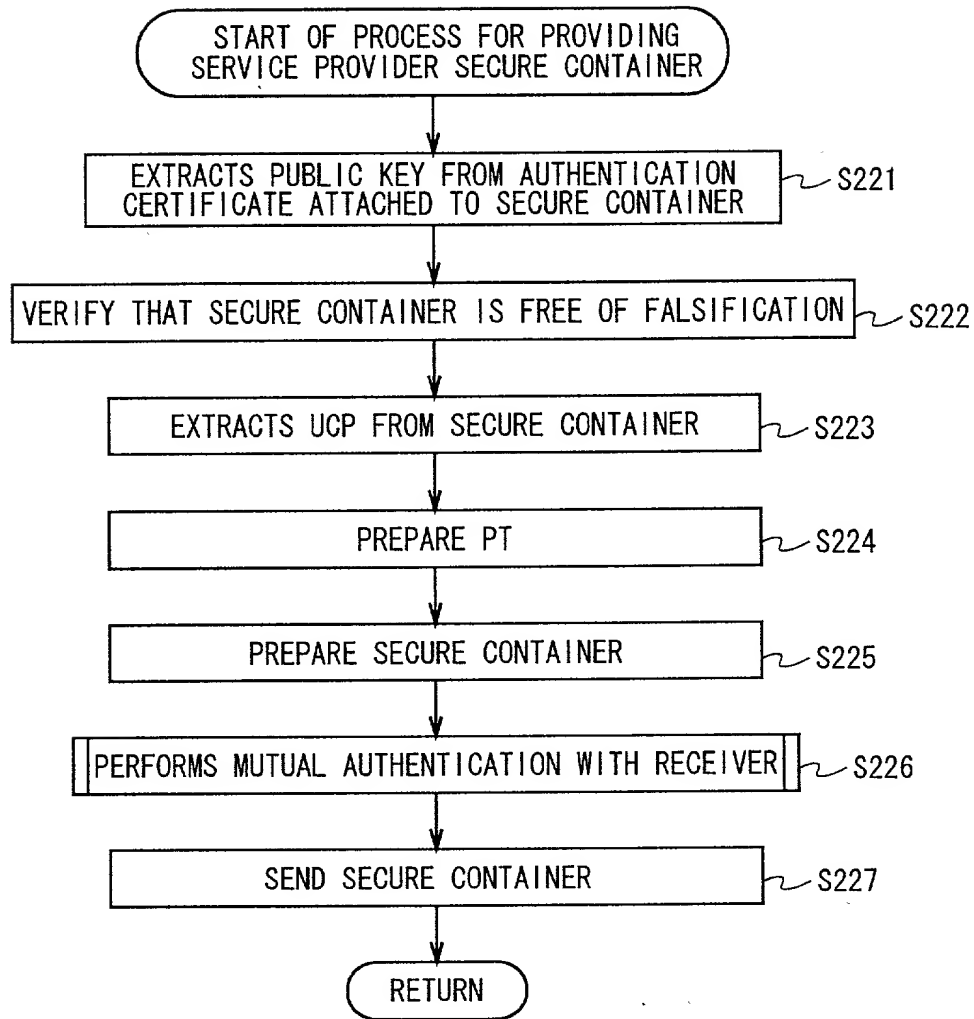 START OF PROCESS FOR PROVIDING
SERVICE PROVIDER SECURE CONTAINER
EXTRACTS PUBLIC KEY FROM AUTHENTICATION
CERTIFICATE ATTACHED TO SECURE CONTAINER
S221
VERIFY THAT SECURE CONTAINER IS FREE OF FALSIFICATION
S222
EXTRACTS UCP FROM SECURE CONTAINER
S223
PREPARE PT
S224
PREPARE SECURE CONTAINER
S225
PERFORMS MUTUAL AUTHENTICATION WITH RECEIVER
S226
SEND SECURE CONTAINER
S227
RETURN